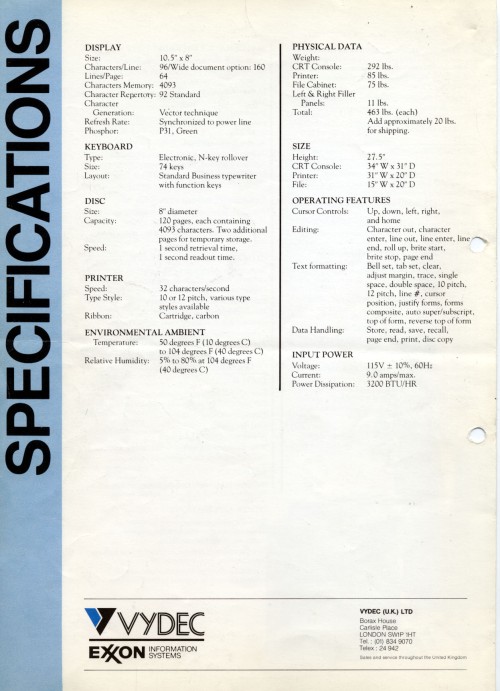 SPECIFICATIONS
DISPLAY
Size: 10.5" x 8"
Characters/Line: 96/Wide document option: 160
Lines/Page: 64
Characters Memory: 4093
Character Repertoty: 92 Standard
Character
Generation: Vector technique
Refresh Rate: Synchronized to power line
Phosphor: P31, Green
KEYBOARD
Type: Electronic, N-key rollover
Size: 74 keys
Layout: Standard Business typewriter
with function keys
DISC
Size: 8" diameter
Capacity: 120 pages, each containing
4093 characters. Two additional
pages for temporary storage.
Speed: 1 second retrieval time,
1 second readout time.
PRINTER
Speed: 32 characters/second
Type Style: 10 or 12 pitch, various type
styles available
Ribbon: Cartridge, carbon
ENVIRONMENTAL AMBIENT
Temperature: 50 degrees F (10 degrees C)
to 104 degrees F (40 degrees C)
Relative Humidity: 5% to 80% at 104 degrees F
(40 degrees C)
PHYSICAL DATA
Weight:
CRT Console: 292 lbs.
Printer: 85 lbs.
File Cabinet: 75 lbs.
Left & Right Filler
Panels: 11 lbs.
Total: 463 lbs. (each)
Add approximately 20 lbs.
for shipping.
SIZE
Height: 27.5"
CRT Console: 34" W x 31" D
Printer: 31" W x 20" D
File: 15" W x 20" D
OPERATING FEATURES
Cursor Controls: Up, down, left, right,
and home
Editing: Character out, character
enter, line out, line enter, line
end, roll up, brite start,
brite stop, page end
Text formatting: Bell set, tab set, clear,
adjust margin, trace, single
space, double space, 10 pitch,
12 pitch, line #, cursor
position, justify forms, forms
composite, auto super/subscript,
top of form, reverse top of form
Data Handling: Store, read, save, recall,
page end, print, disc copy
INPUT POWER
Voltage: 115V ± 10%, 60Hz
Current: 9.0 amps/max.
Power Dissipation: 3200 BTU/HR
VYDEC
EXXON INFORMATION
SYSTEMS
VYDEC (U.K.) LTD
Borax House
Carlisle Place
LONDON SW1P 1HT
Tel.: (01) 834 9070
Telex: 24 942
Sales and service throughout the United Kingdom